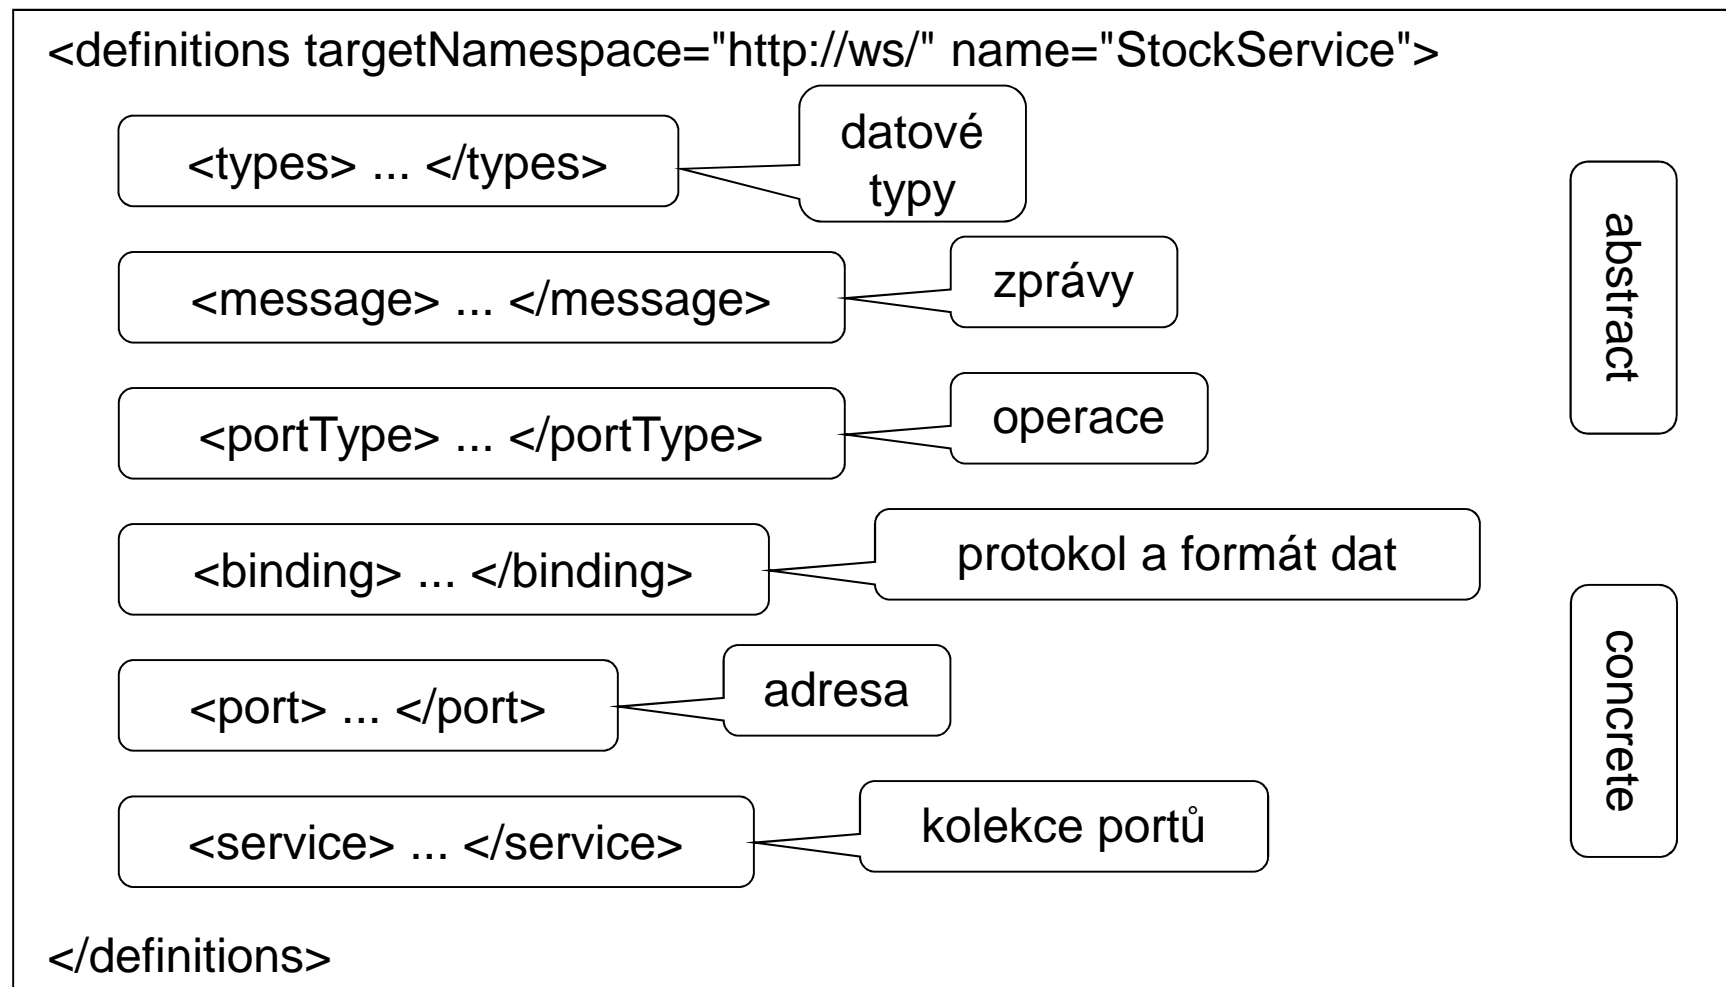 <definitions targetNamespace="http://ws/" name="StockService">
<types> ... </types>
datové
typy
<message> ... </message>
zprávy
<portType> ... </portType>
operace
abstract
<binding> ... </binding>
protokol a formát dat
<port> ... </port>
adresa
<service> ... </service>
kolekce portů
concrete
</definitions>